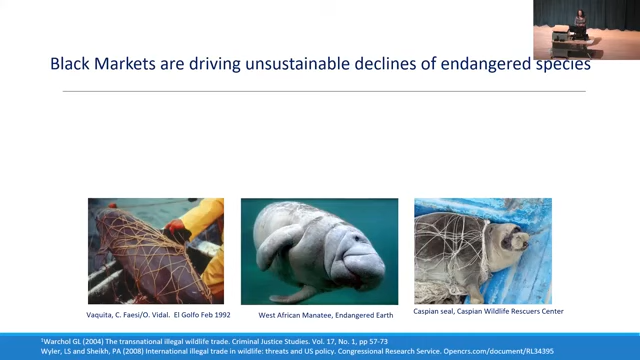 Black Markets are driving unsustainable declines of endangered species
Vaquita, C. Faesi/O. Vidal. El Golfo Feb 1992
West African Manatee, Endangered Earth
Caspian seal, Caspian Wildlife Rescuers Center
¹Warchol GL (2004) The transnational illegal wildlife trade. Criminal Justice Studies. Vol. 17, No. 1, pp 57-73
Wyler, LS and Sheikh, PA (2008) International illegal trade in wildlife: threats and US policy. Congressional Research Service. Opencrs.com/document/RL34395